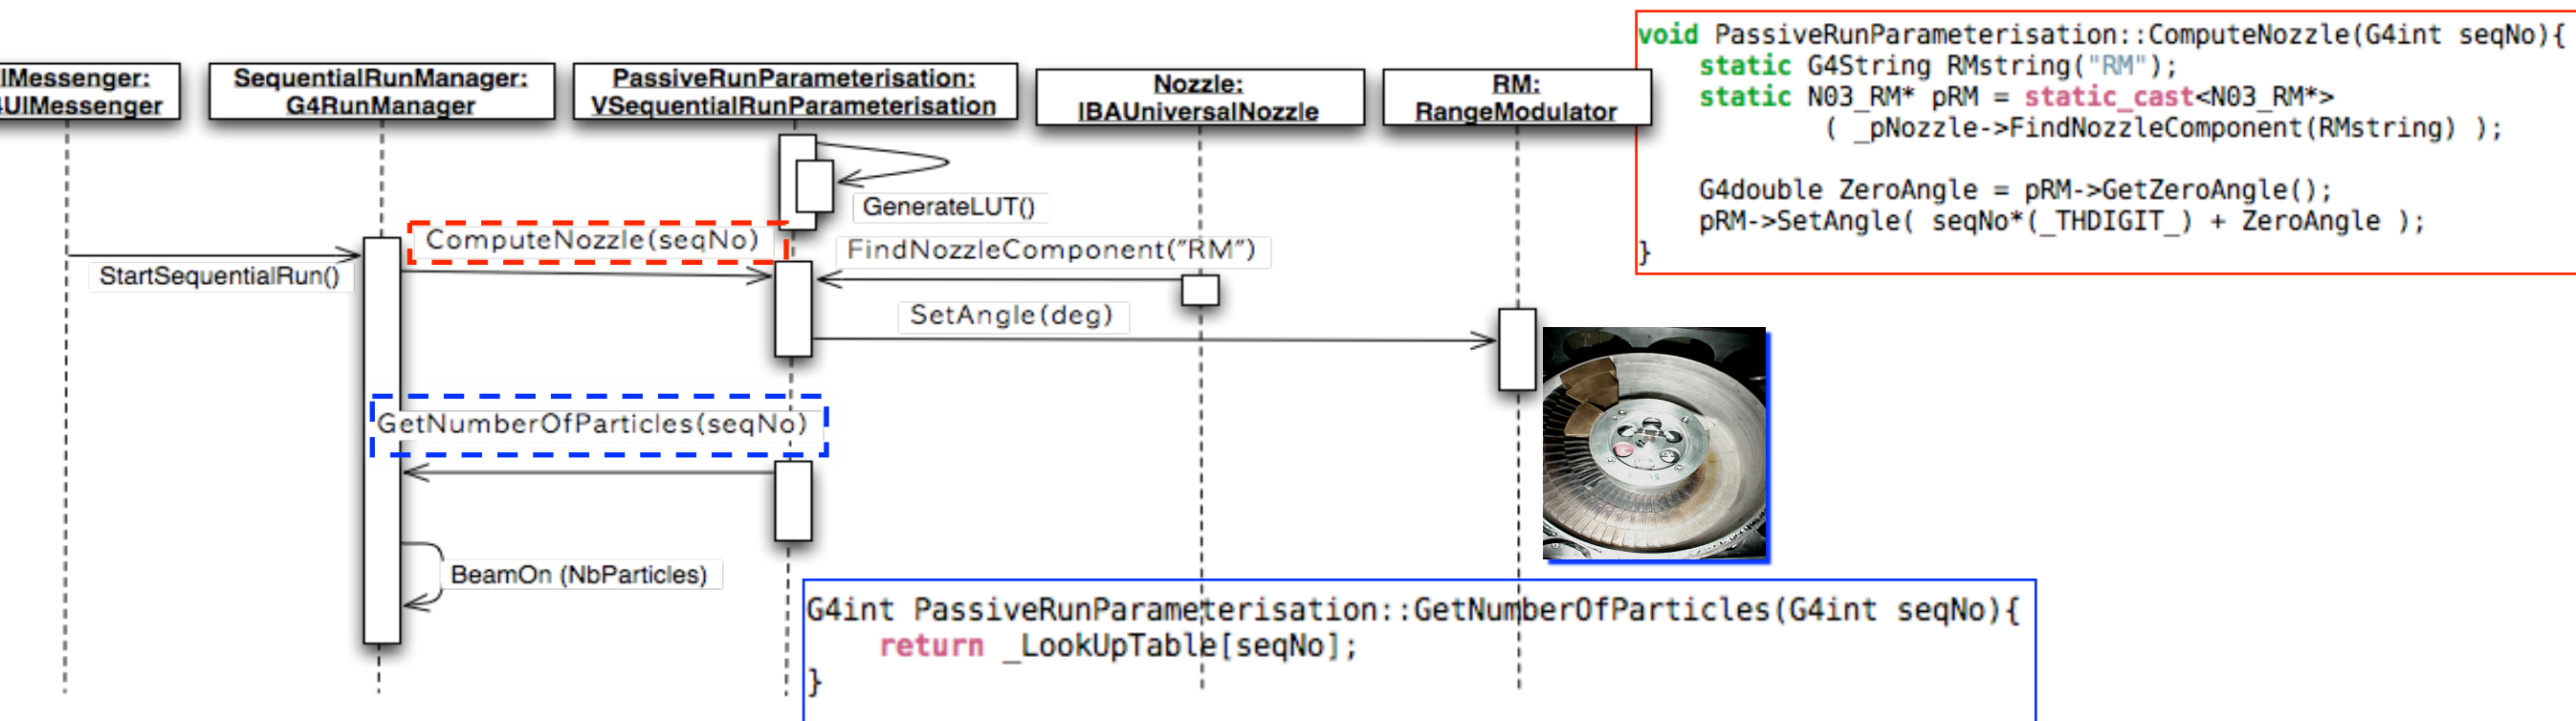 lMessenger:
4UIMessenger
SequentialRunManager:
G4RunManager
PassiveRunParameterisation:
VSequentialRunParameterisation
Nozzle:
IBAUniversalNozzle
RM:
RangeModulator
void PassiveRunParameterisation::ComputeNozzle(G4int seqNo){
static G4String RMstring("RM");
static N03_RM* pRM = static_cast<N03_RM*>
( _pNozzle->FindNozzleComponent(RMstring) );
G4double ZeroAngle = pRM->GetZeroAngle();
pRM->SetAngle( seqNo*(_THDIGIT_) + ZeroAngle );
}
GenerateLUT()
ComputeNozzle(seqNo)
FindNozzleComponent("RM")
StartSequentialRun()
SetAngle(deg)
GetNumberOfParticles(seqNo)
BeamOn (NbParticles)
G4int PassiveRunParameterisation::GetNumberOfParticles(G4int seqNo){
return _LookUpTable[seqNo];
}